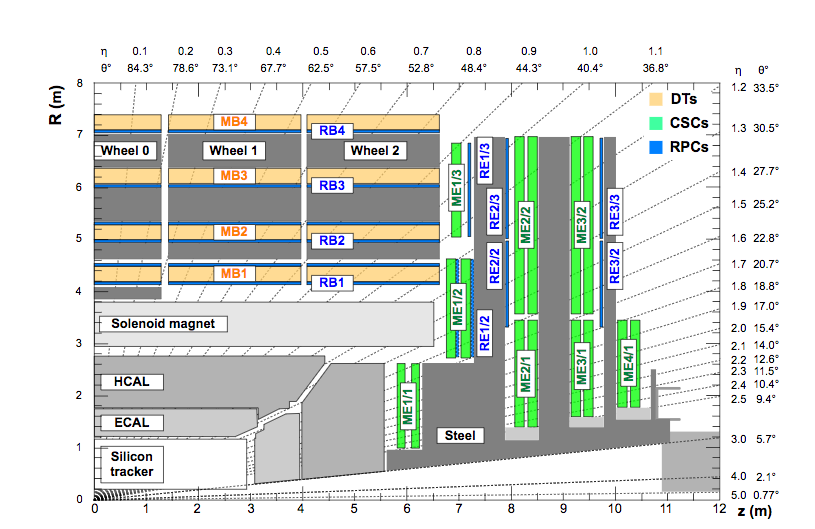 η 0.1 0.2 0.3 0.4 0.5 0.6 0.7 0.8 0.9 1.0 1.1
θ° 84.3° 78.6° 73.1° 67.7° 62.5° 57.5° 52.8° 48.4° 44.3° 40.4° 36.8° η θ°
R (m)
8
7
6
5
4
3
2
1
0
1.2 33.5°
1.3 30.5°
1.4 27.7°
1.5 25.2°
1.6 22.8°
1.7 20.7°
1.8 18.8°
1.9 17.0°
2.0 15.4°
2.1 14.0°
2.2 12.6°
2.3 11.5°
2.4 10.4°
2.5 9.4°
3.0 5.7°
4.0 2.1°
5.0 0.77°
DTs
CSCs
RPCs
MB4
RB4
Wheel 0 Wheel 1 Wheel 2
MB3
RB3
MB2
RB2
MB1
RB1
Solenoid magnet
HCAL
ECAL
Silicon
tracker
Steel
ME1/3
RE1/3
RE2/3
ME2/2
ME3/2
RE3/3
RE2/2
RE3/2
ME1/2
RE1/2
ME1/1
ME2/1
ME3/1
ME4/1
0 1 2 3 4 5 6 7 8 9 10 11 12
z (m)